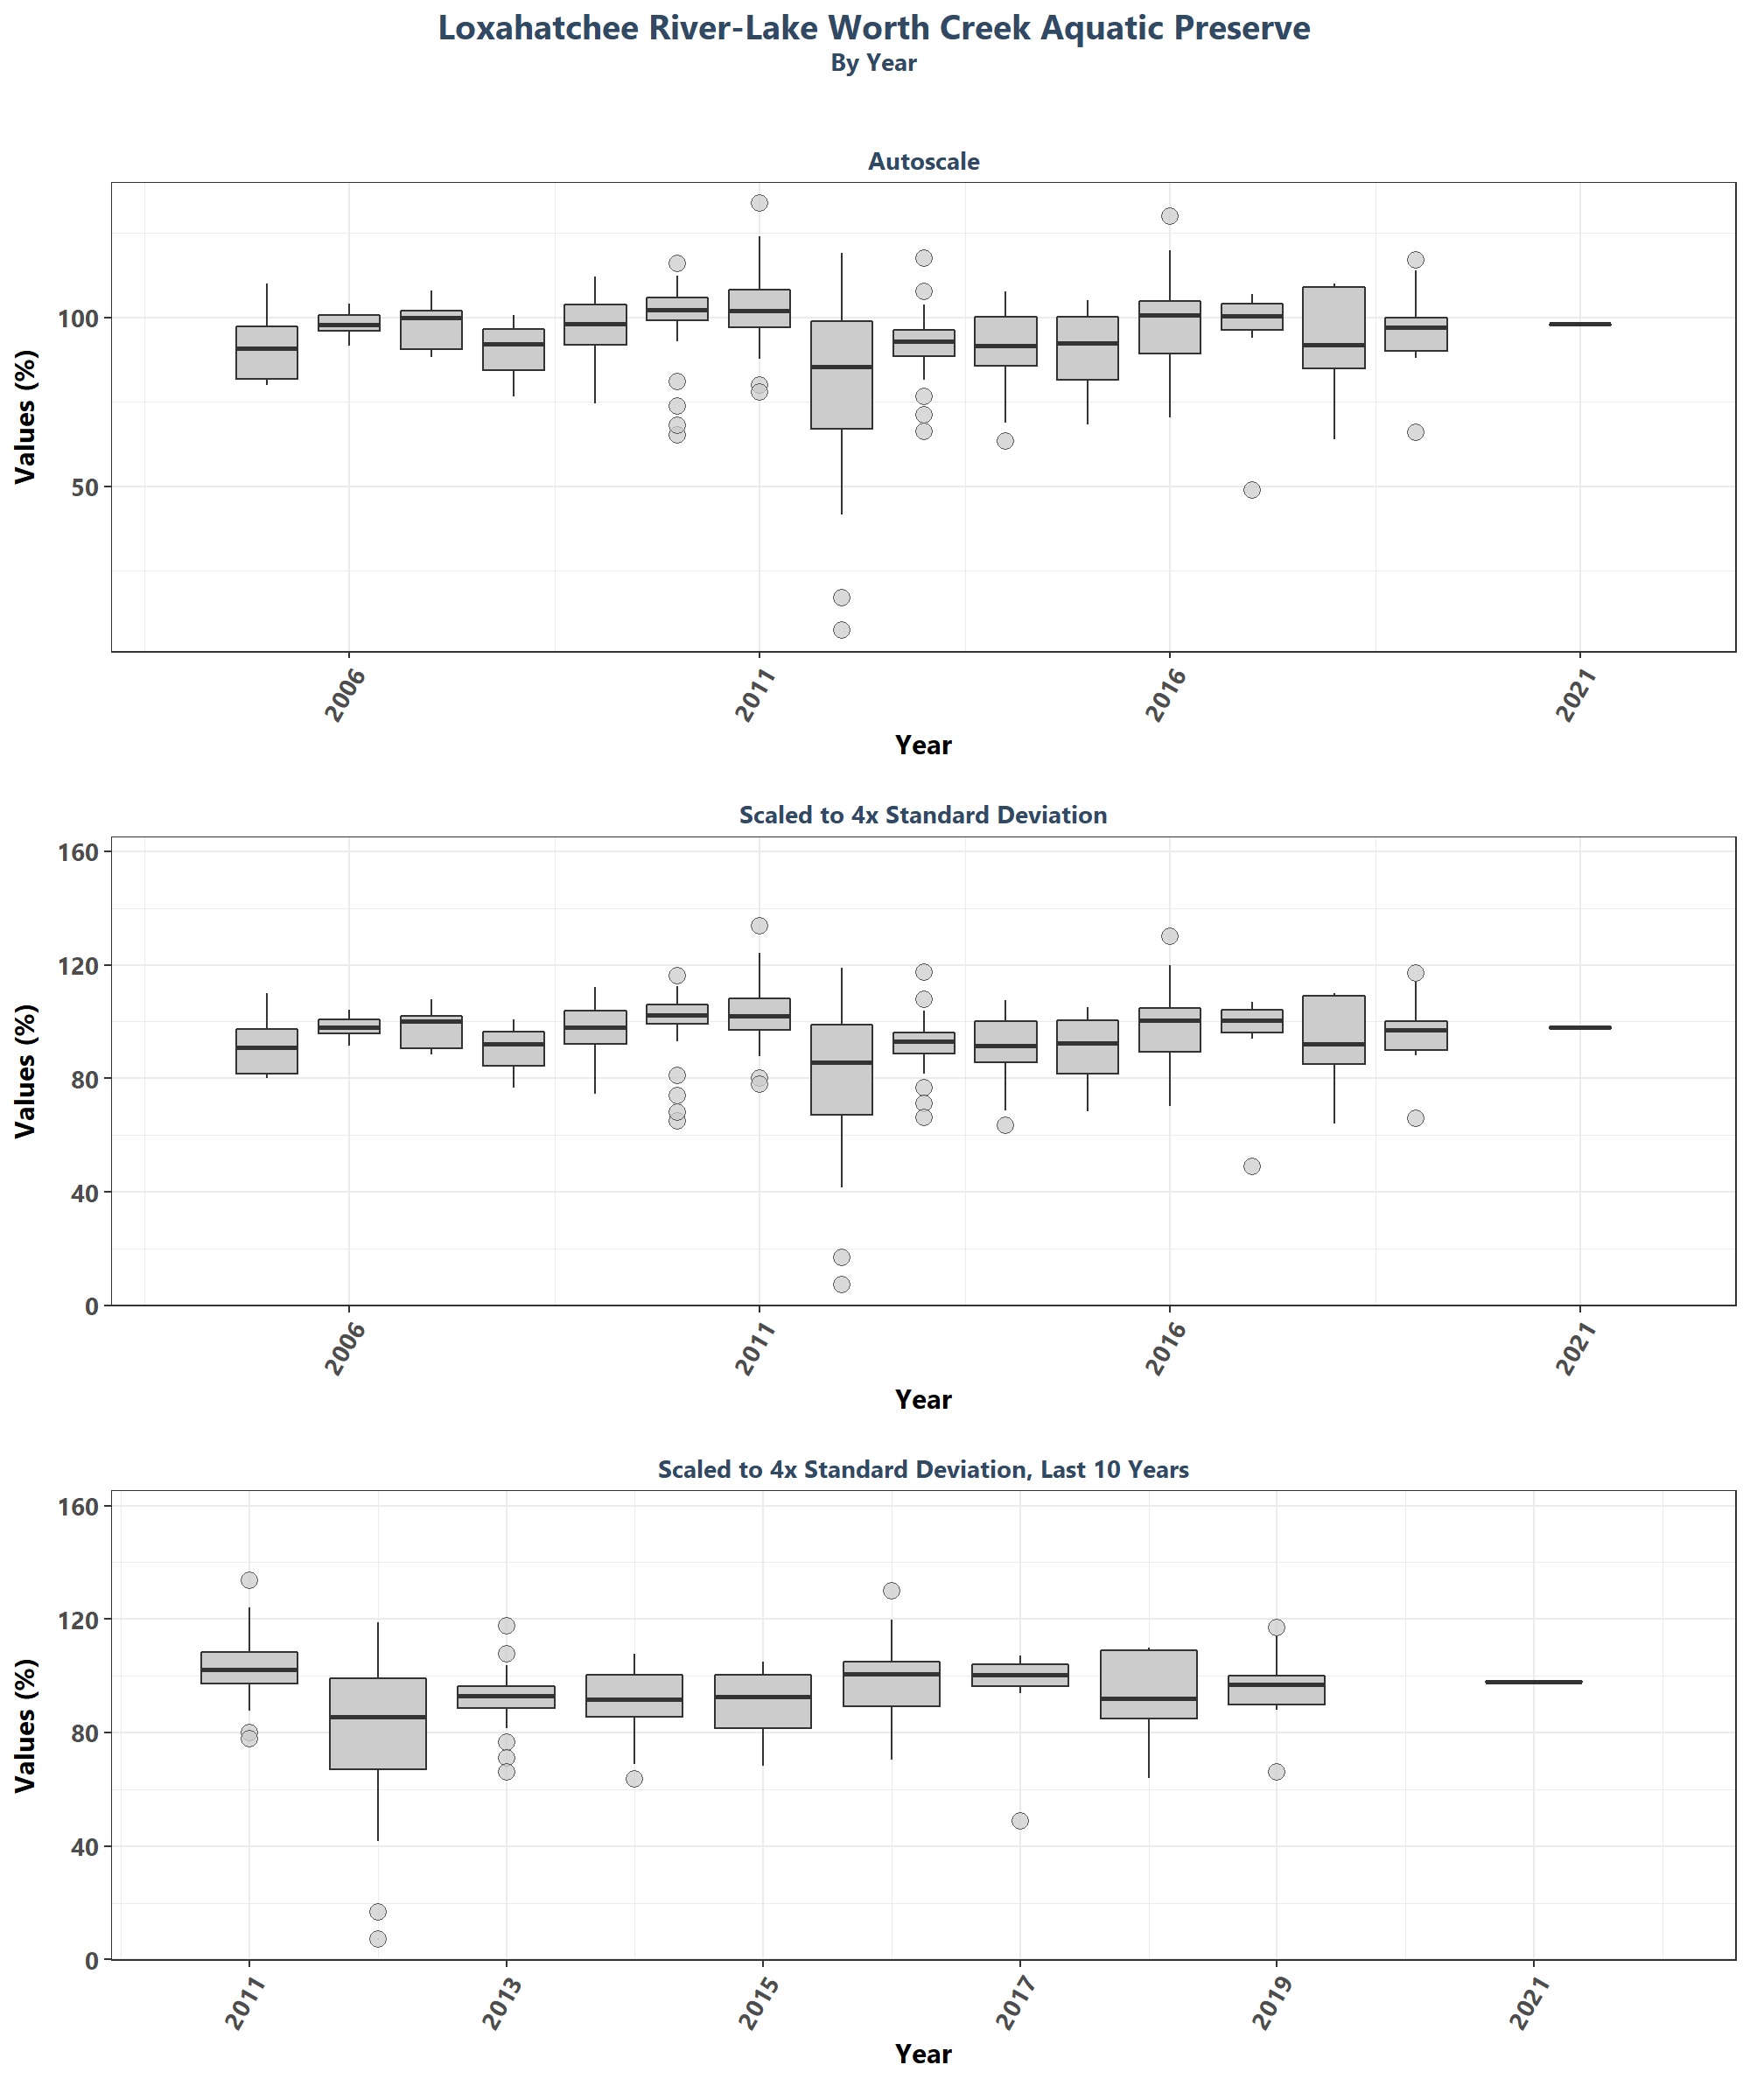 Loxahatchee River-Lake Worth Creek Aquatic Preserve
By Year
Autoscale
Values (%)
100
50
2006
2011
2016
2021
Year
Scaled to 4x Standard Deviation
Values (%)
160
120
80
40
0
2006
2011
2016
2021
Year
Scaled to 4x Standard Deviation, Last 10 Years
Values (%)
160
120
80
40
0
2011
2013
2015
2017
2019
2021
Year